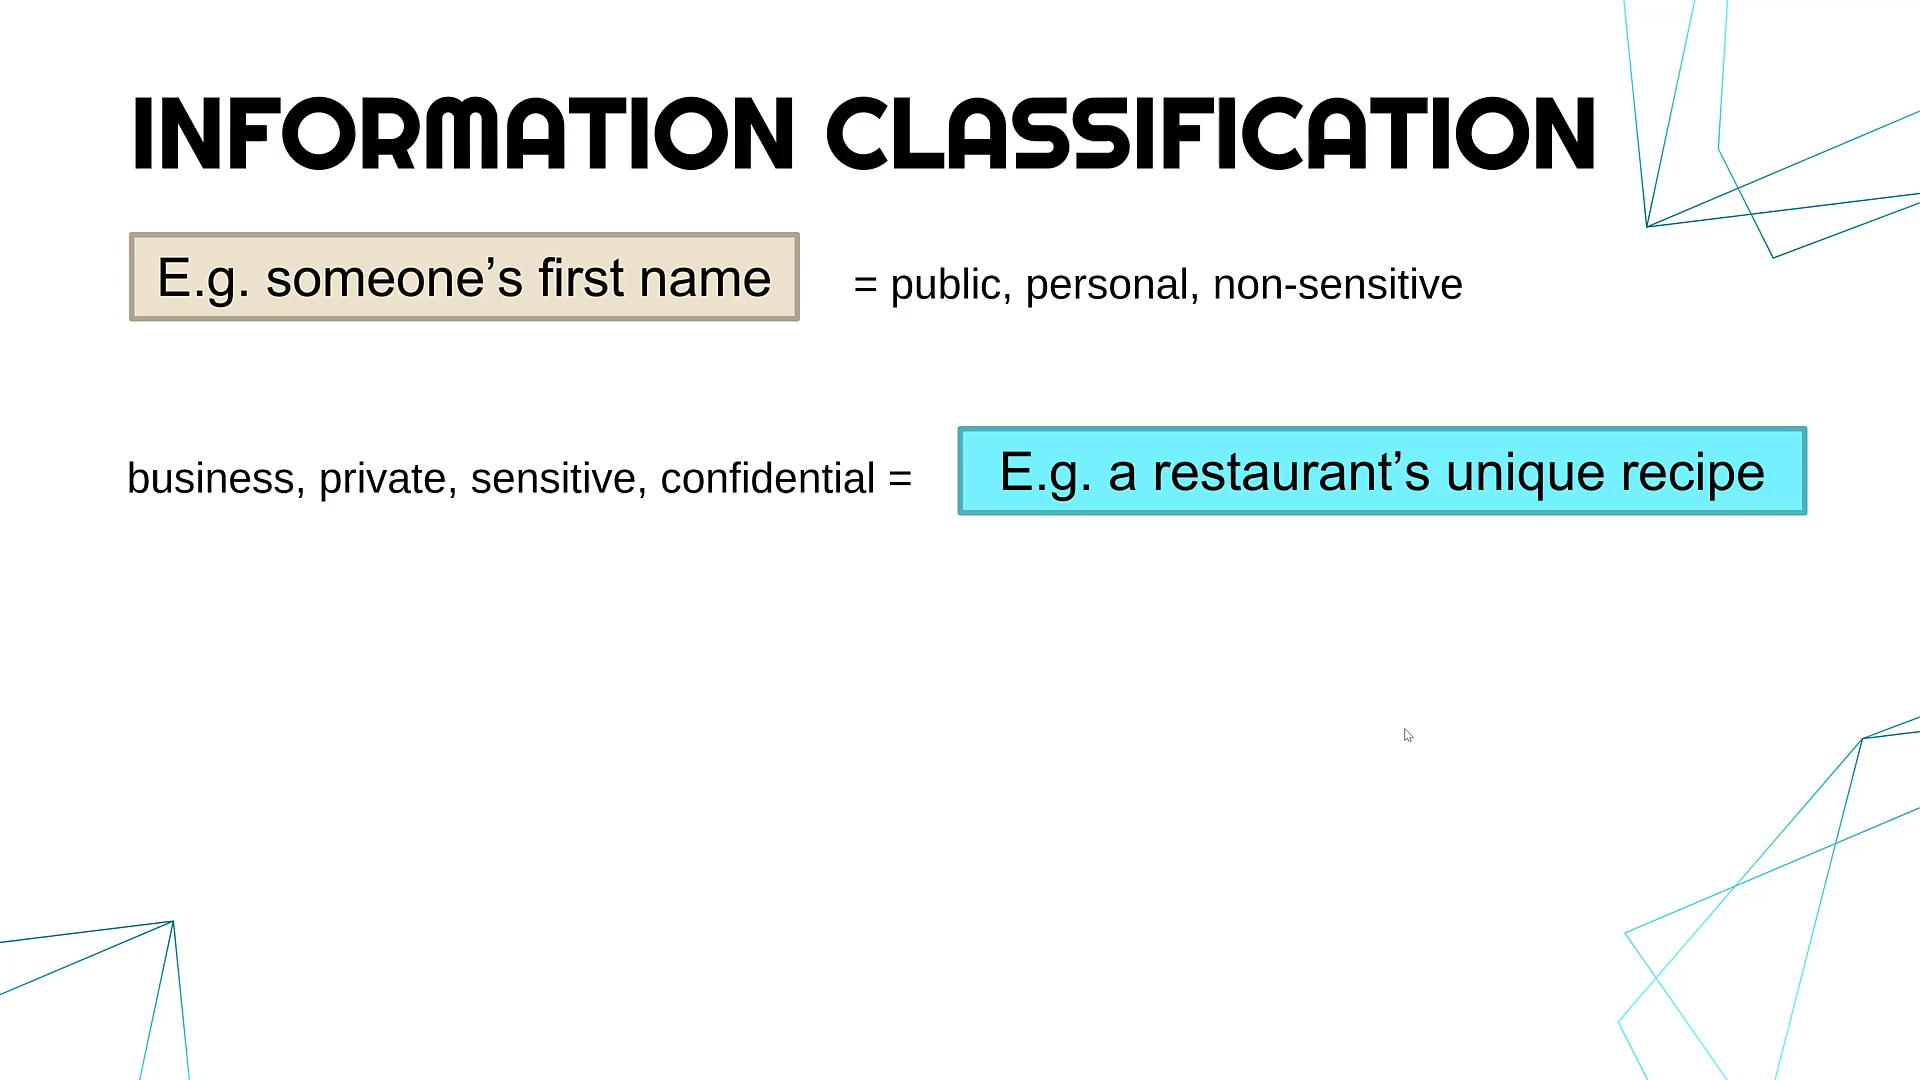 INFORMATION CLASSIFICATION
E.g. someone’s first name
= public, personal, non-sensitive
business, private, sensitive, confidential =
E.g. a restaurant’s unique recipe